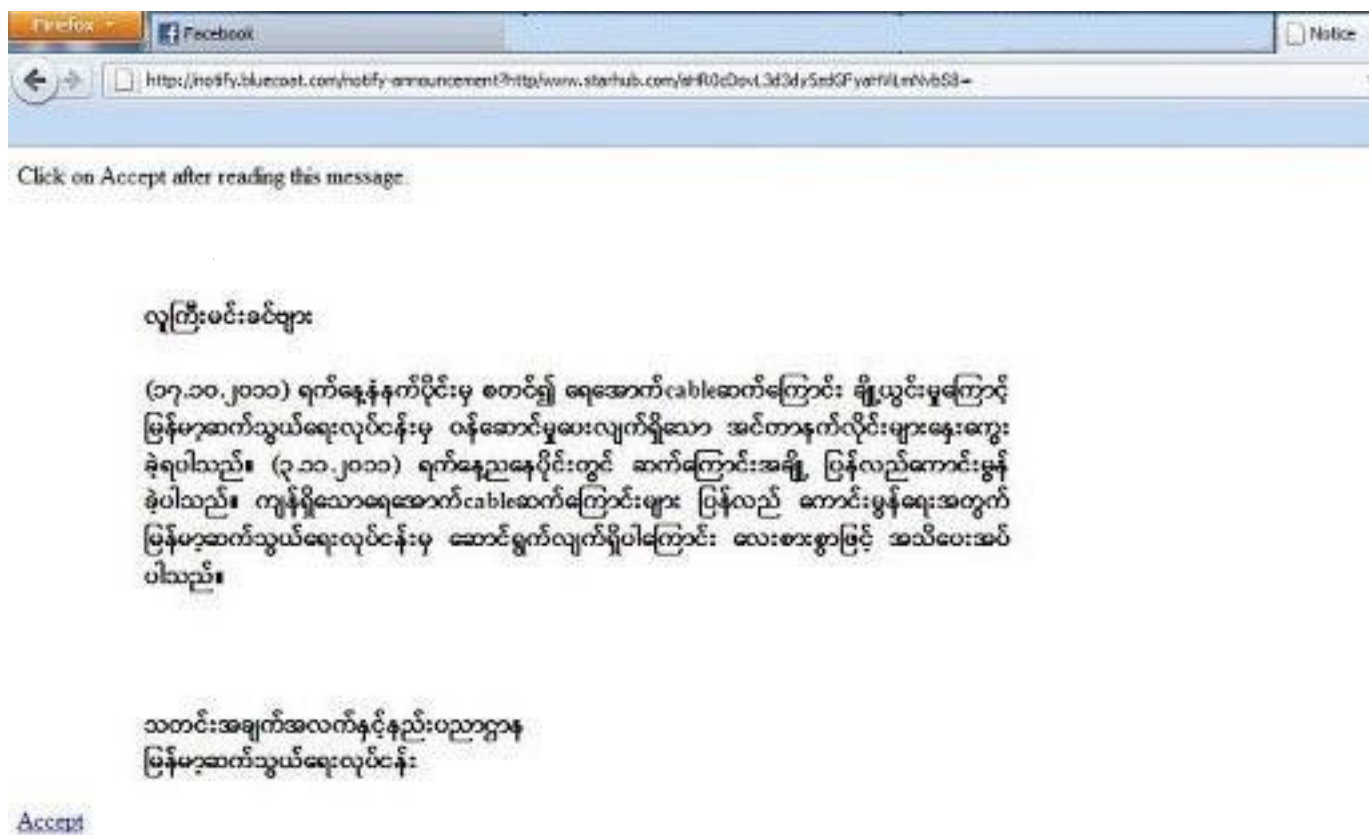 Firefox
Facebook
Notice
Click on Accept after reading this message.
လူကြီးမင်းခင်ဗျား
(၁၇.၁၀.၂၀၁၁) ရက်နေ့နံနက်ပိုင်းမှ စတင်၍ ရေအောက်cableဆက်ကြောင်း ချို့ယွင်းမှုကြောင့်
မြန်မာ့ဆက်သွယ်ရေးလုပ်ငန်းမှ ဝန်ဆောင်မှုပေးလျက်ရှိသော အင်တာနက်လိုင်းများနှေးကွေး
ခဲ့ရပါသည်။ (၃.၁၁.၂၀၁၁) ရက်နေ့ညနေပိုင်းတွင် ဆက်ကြောင်းအချို့ ပြန်လည်ကောင်းမွန်
ခဲ့ပါသည်။ ကျန်ရှိသောရေအောက်cableဆက်ကြောင်းများ ပြန်လည် ကောင်းမွန်ရေးအတွက်
မြန်မာ့ဆက်သွယ်ရေးလုပ်ငန်းမှ ဆောင်ရွက်လျက်ရှိပါကြောင်း လေးစားစွာဖြင့် အသိပေးအပ်
ပါသည်။
သတင်းအချက်အလက်နှင့်နည်းပညာဌာန
မြန်မာ့ဆက်သွယ်ရေးလုပ်ငန်း
Accept